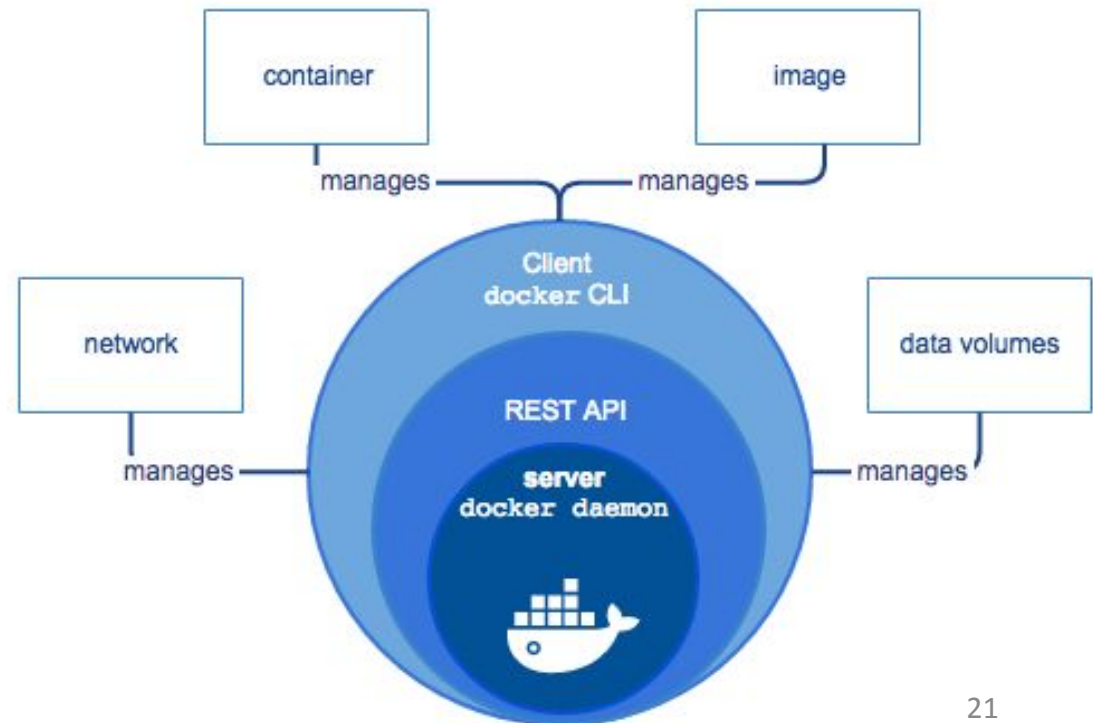 container
image
manages
manages
Client
docker CLI
network
data volumes
REST API
manages
server
manages
docker daemon
21